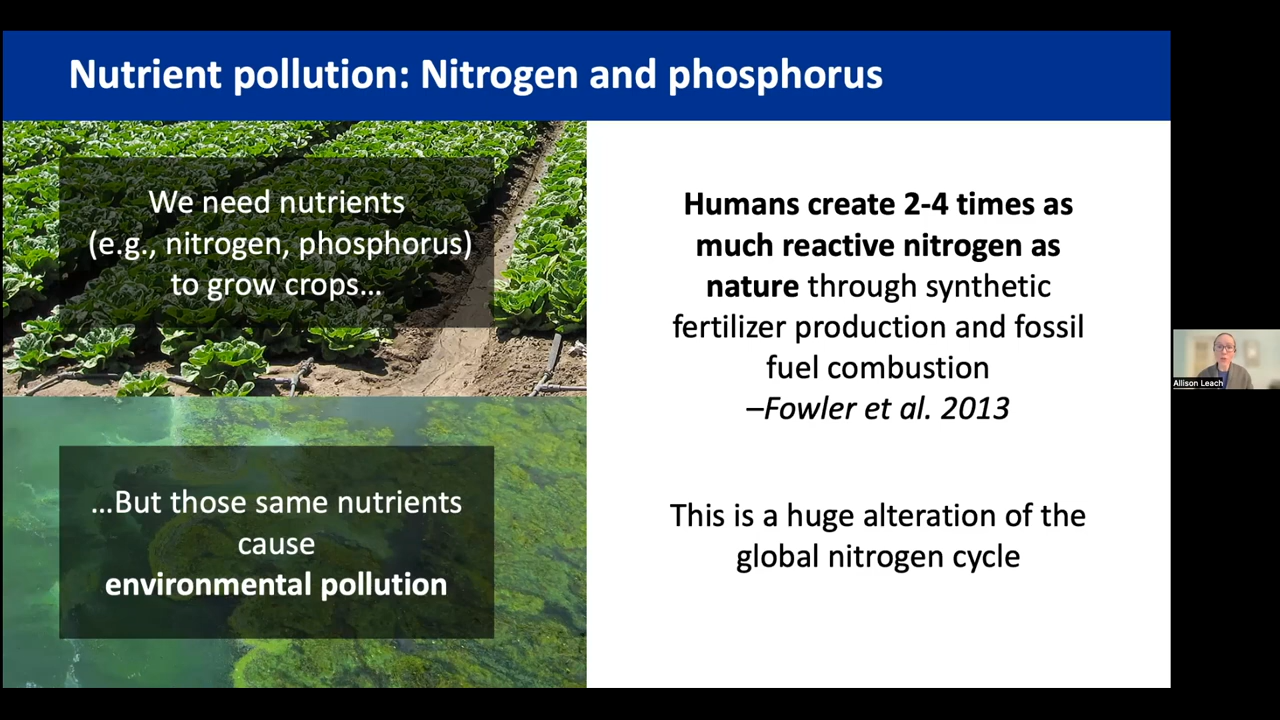 Nutrient pollution: Nitrogen and phosphorus
We need nutrients
(e.g., nitrogen, phosphorus)
to grow crops…
…But those same nutrients
cause
environmental pollution
Humans create 2-4 times as
much reactive nitrogen as
nature through synthetic
fertilizer production and fossil
fuel combustion
–Fowler et al. 2013
This is a huge alteration of the
global nitrogen cycle
Allison Leach